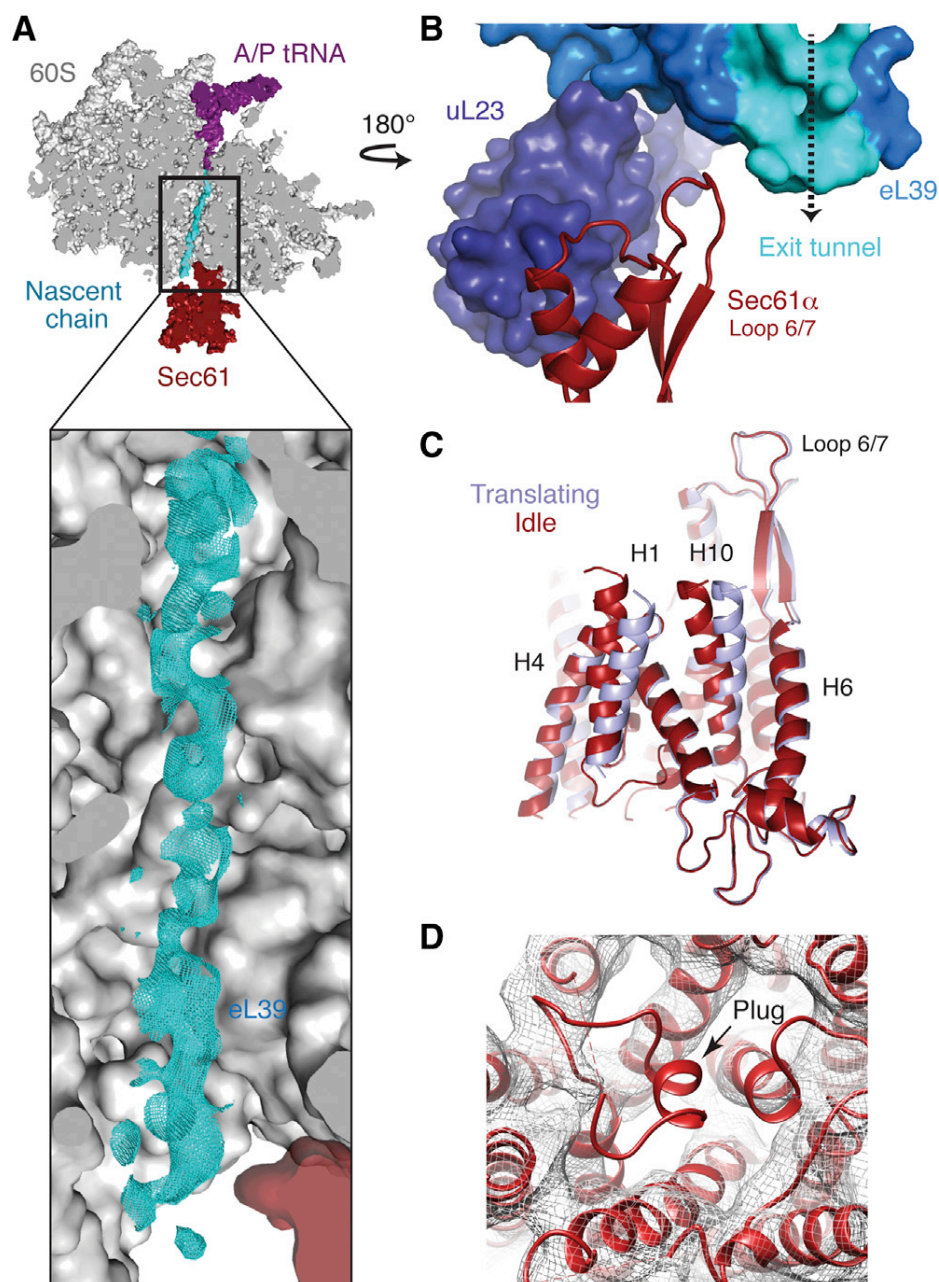 A
60S
A/P tRNA
180°
Nascent
chain
Sec61
eL39
B
uL23
eL39
Exit tunnel
Sec61α
Loop 6/7
C
Loop 6/7
Translating
Idle
H1
H10
H4
H6
D
Plug